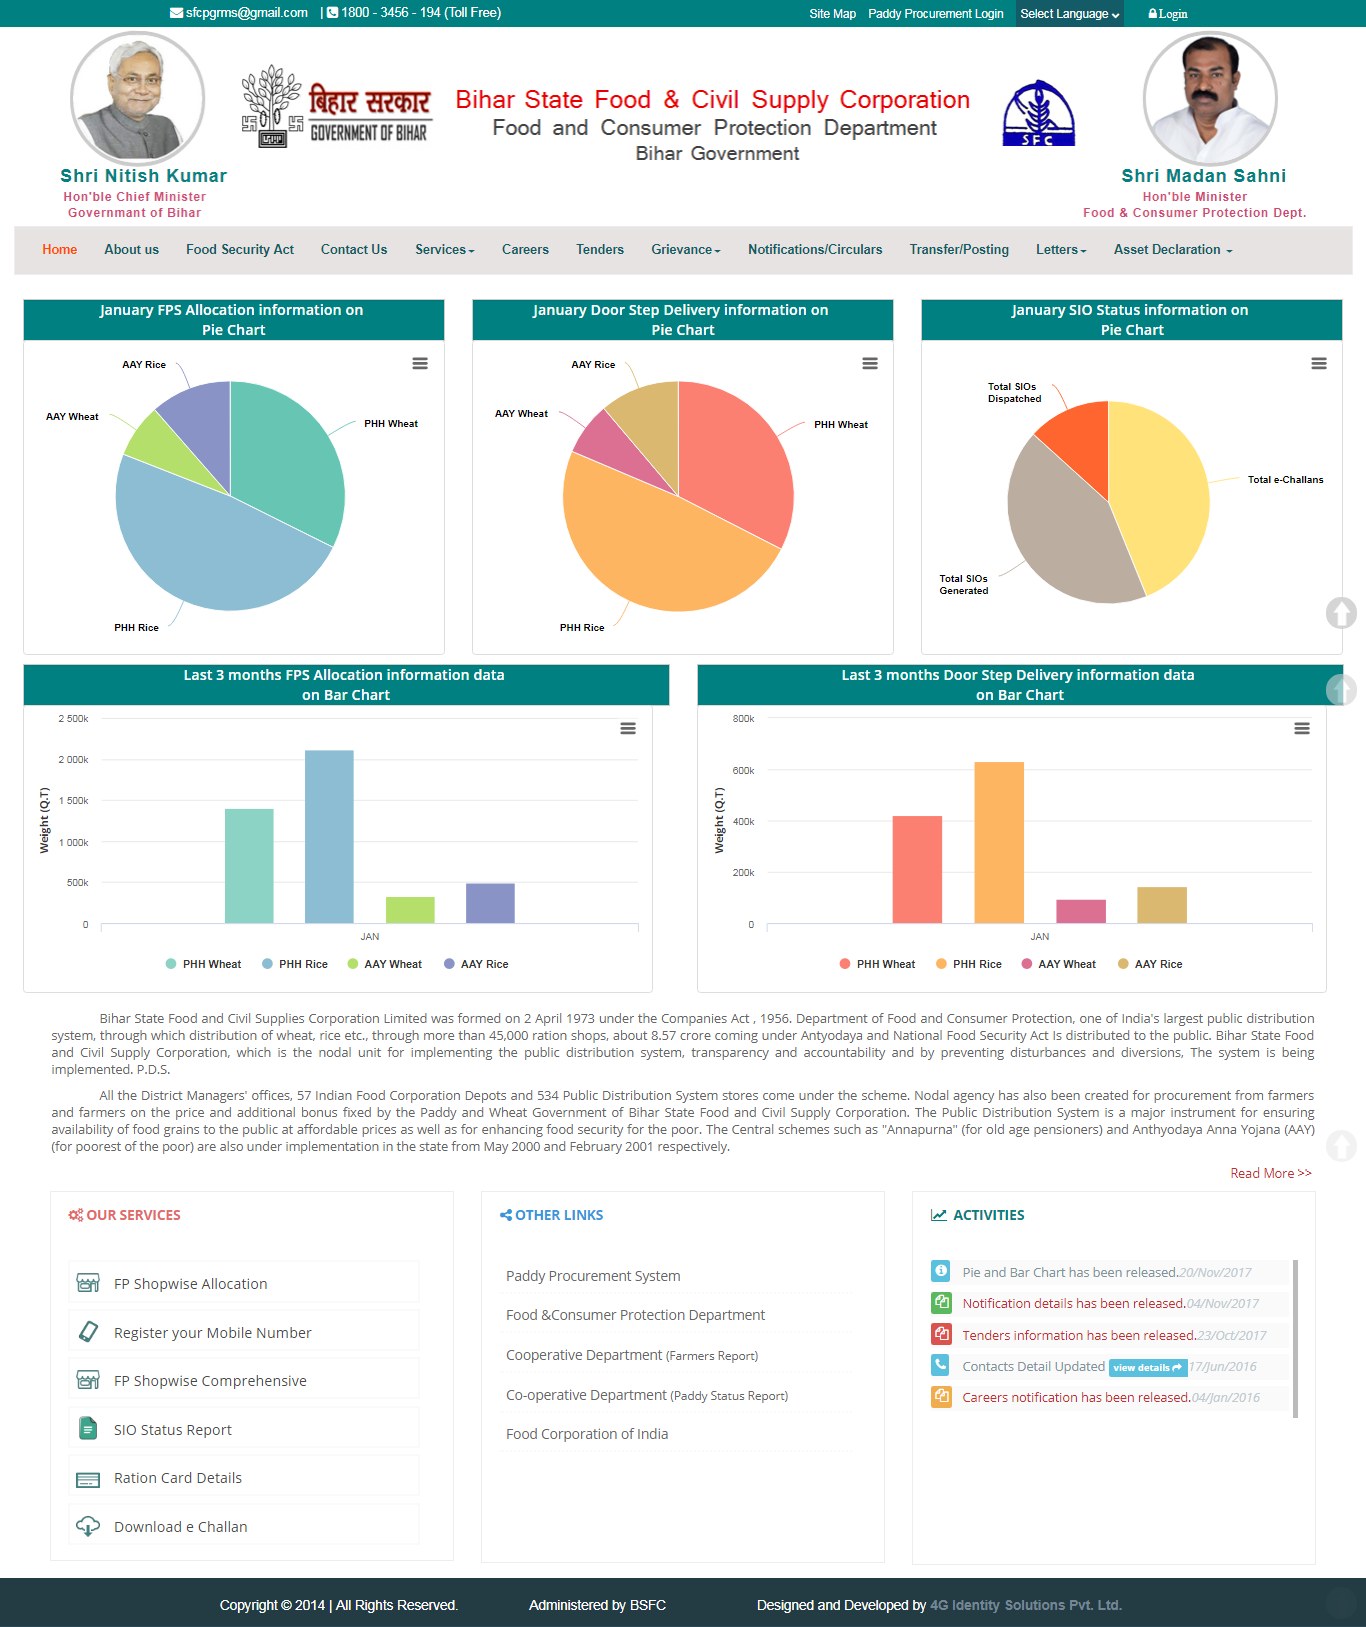 sfcpgrms@gmail.com | 1800 - 3456 - 194 (Toll Free)
Site Map Paddy Procurement Login Select Language Login
बिहार सरकार
GOVERNMENT OF BIHAR
Bihar State Food & Civil Supply Corporation
Food and Consumer Protection Department
Bihar Government
SFC
Shri Nitish Kumar
Hon'ble Chief Minister
Governmant of Bihar
Shri Madan Sahni
Hon'ble Minister
Food & Consumer Protection Dept.
Home About us Food Security Act Contact Us Services Careers Tenders Grievance Notifications/Circulars Transfer/Posting Letters Asset Declaration
January FPS Allocation information on
Pie Chart
AAY Rice
AAY Wheat
PHH Wheat
PHH Rice
January Door Step Delivery information on
Pie Chart
AAY Rice
AAY Wheat
PHH Wheat
PHH Rice
January SIO Status information on
Pie Chart
Total SIOs
Dispatched
Total e-Challans
Total SIOs
Generated
Last 3 months FPS Allocation information data
on Bar Chart
Weight (Q.T)
2 500k
2 000k
1 500k
1 000k
500k
0
JAN
PHH Wheat PHH Rice AAY Wheat AAY Rice
Last 3 months Door Step Delivery information data
on Bar Chart
Weight (Q.T)
800k
600k
400k
200k
0
JAN
PHH Wheat PHH Rice AAY Wheat AAY Rice
Bihar State Food and Civil Supplies Corporation Limited was formed on 2 April 1973 under the Companies Act , 1956. Department of Food and Consumer Protection, one of India's largest public distribution
system, through which distribution of wheat, rice etc., through more than 45,000 ration shops, about 8.57 crore coming under Antyodaya and National Food Security Act Is distributed to the public. Bihar State Food
and Civil Supply Corporation, which is the nodal unit for implementing the public distribution system, transparency and accountability and by preventing disturbances and diversions, The system is being
implemented. P.D.S.
All the District Managers' offices, 57 Indian Food Corporation Depots and 534 Public Distribution System stores come under the scheme. Nodal agency has also been created for procurement from farmers
and farmers on the price and additional bonus fixed by the Paddy and Wheat Government of Bihar State Food and Civil Supply Corporation. The Public Distribution System is a major instrument for ensuring
availability of food grains to the public at affordable prices as well as for enhancing food security for the poor. The Central schemes such as "Annapurna" (for old age pensioners) and Anthyodaya Anna Yojana (AAY)
(for poorest of the poor) are also under implementation in the state from May 2000 and February 2001 respectively.
Read More >>
OUR SERVICES
FP Shopwise Allocation
Register your Mobile Number
FP Shopwise Comprehensive
SIO Status Report
Ration Card Details
Download e Challan
OTHER LINKS
Paddy Procurement System
Food &Consumer Protection Department
Cooperative Department (Farmers Report)
Co-operative Department (Paddy Status Report)
Food Corporation of India
ACTIVITIES
Pie and Bar Chart has been released.20/Nov/2017
Notification details has been released.04/Nov/2017
Tenders information has been released.23/Oct/2017
Contacts Detail Updated view details 17/Jun/2016
Careers notification has been released.04/Jan/2016
Copyright © 2014 | All Rights Reserved. Administered by BSFC Designed and Developed by 4G Identity Solutions Pvt. Ltd.